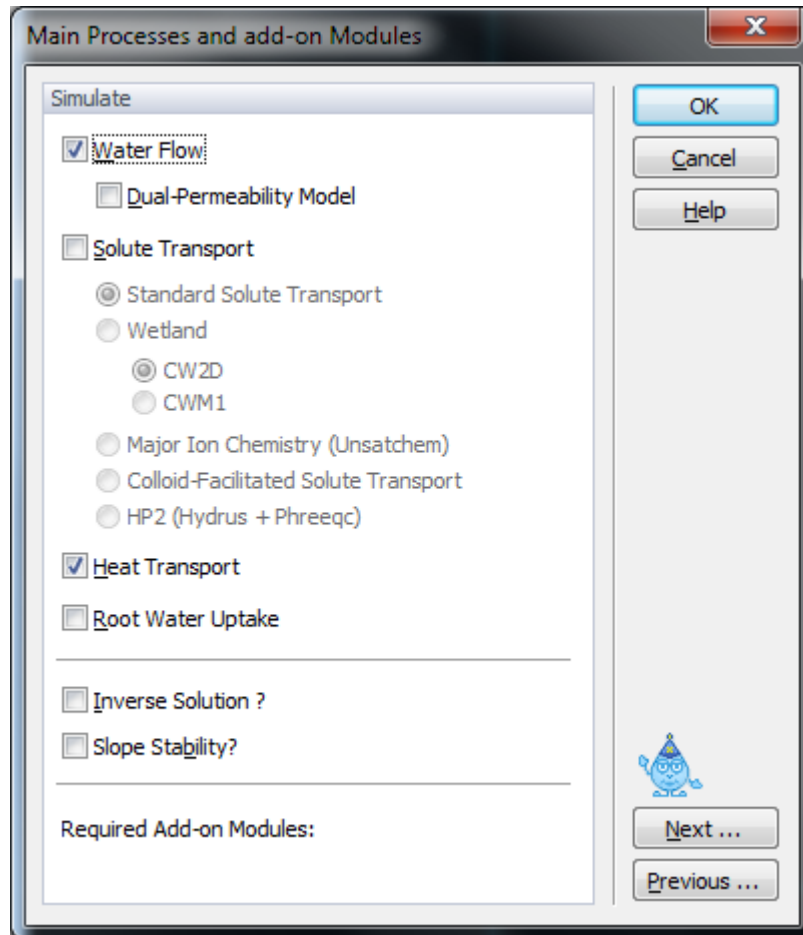 Main Processes and add-on Modules
Simulate
Water Flow
Dual-Permeability Model
Solute Transport
Standard Solute Transport
Wetland
CW2D
CWM1
Major Ion Chemistry (Unsatchem)
Colloid-Facilitated Solute Transport
HP2 (Hydrus + Phreeqc)
Heat Transport
Root Water Uptake
Inverse Solution ?
Slope Stability?
Required Add-on Modules:
OK
Cancel
Help
Next ...
Previous ...